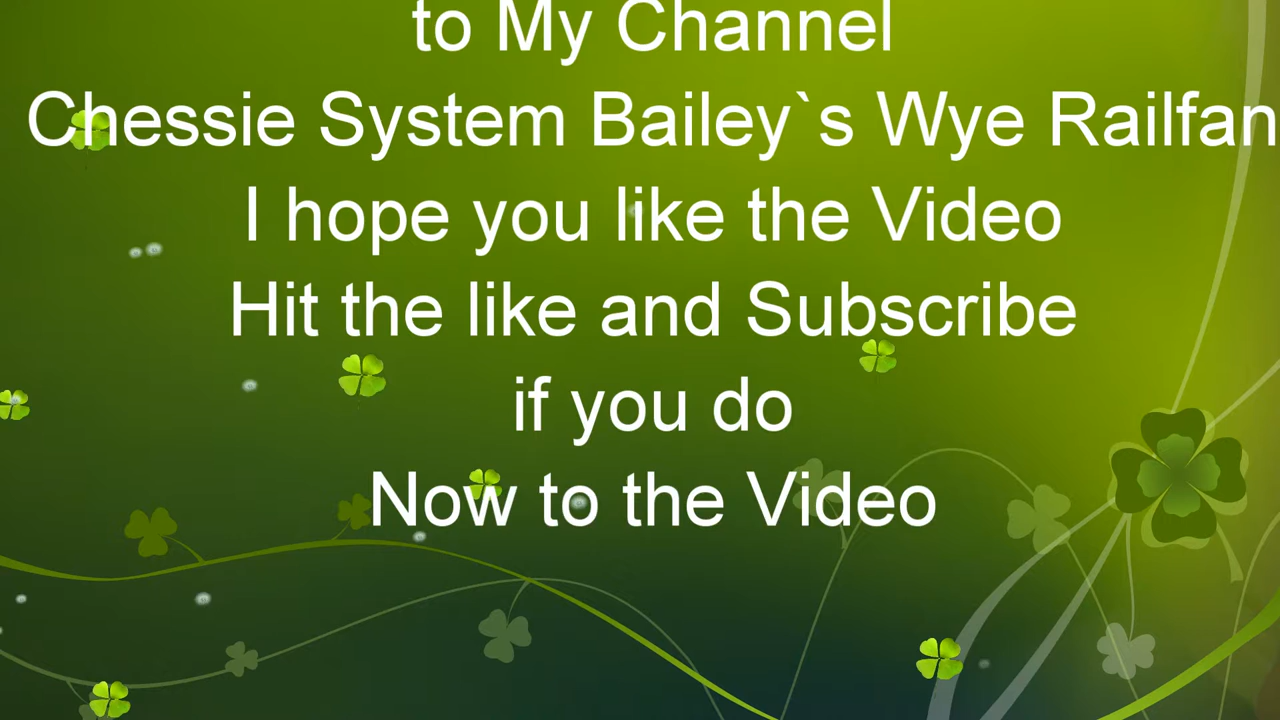 to My Channel
Chessie System Bailey`s Wye Railfan
I hope you like the Video
Hit the like and Subscribe
if you do
Now to the Video